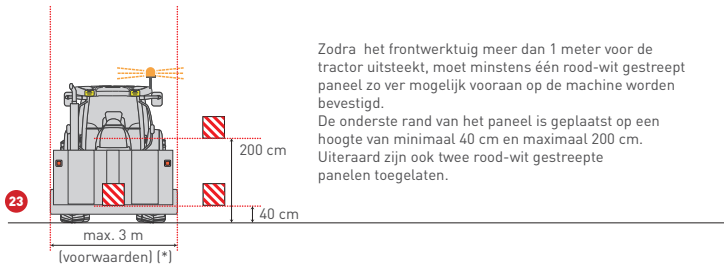 Zodra het frontwerktuig meer dan 1 meter voor de
tractor uitsteekt, moet minstens één rood-wit gestreept
paneel zo ver mogelijk vooraan op de machine worden
bevestigd.
De onderste rand van het paneel is geplaatst op een
hoogte van minimaal 40 cm en maximaal 200 cm.
Uiteraard zijn ook twee rood-wit gestreepte
panelen toegelaten.
200 cm
23
40 cm
max. 3 m
(voorwaarden) (*)